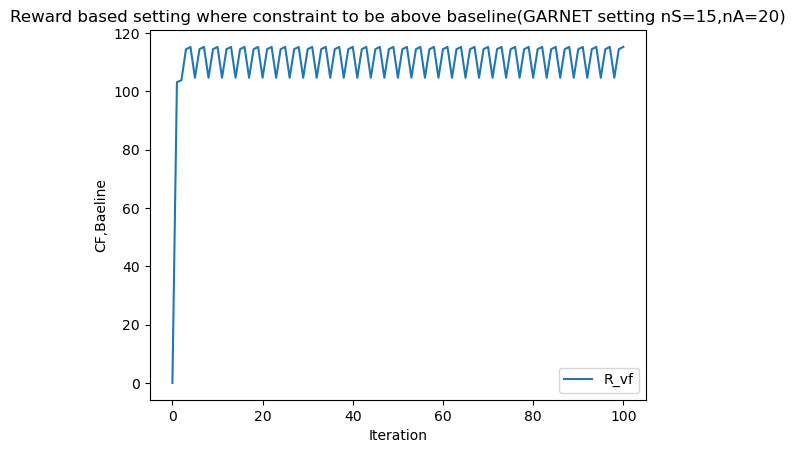 Reward based setting where constraint to be above baseline(GARNET setting nS=15,nA=20)
120
100
80
60
40
20
0
CF,Baeline
0 20 40 60 80 100
Iteration
R_vf